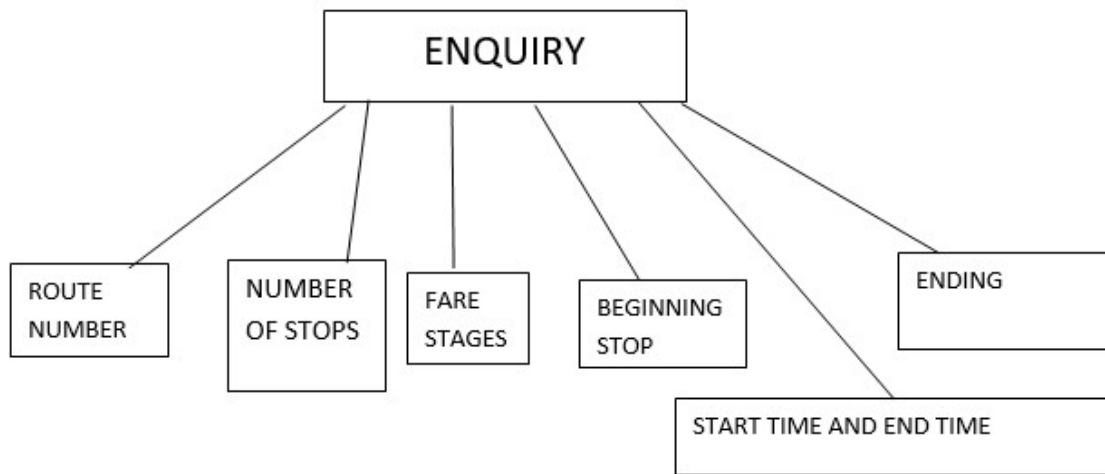 ENQUIRY
ROUTE
NUMBER
NUMBER
OF STOPS
FARE
STAGES
BEGINNING
STOP
ENDING
START TIME AND END TIME